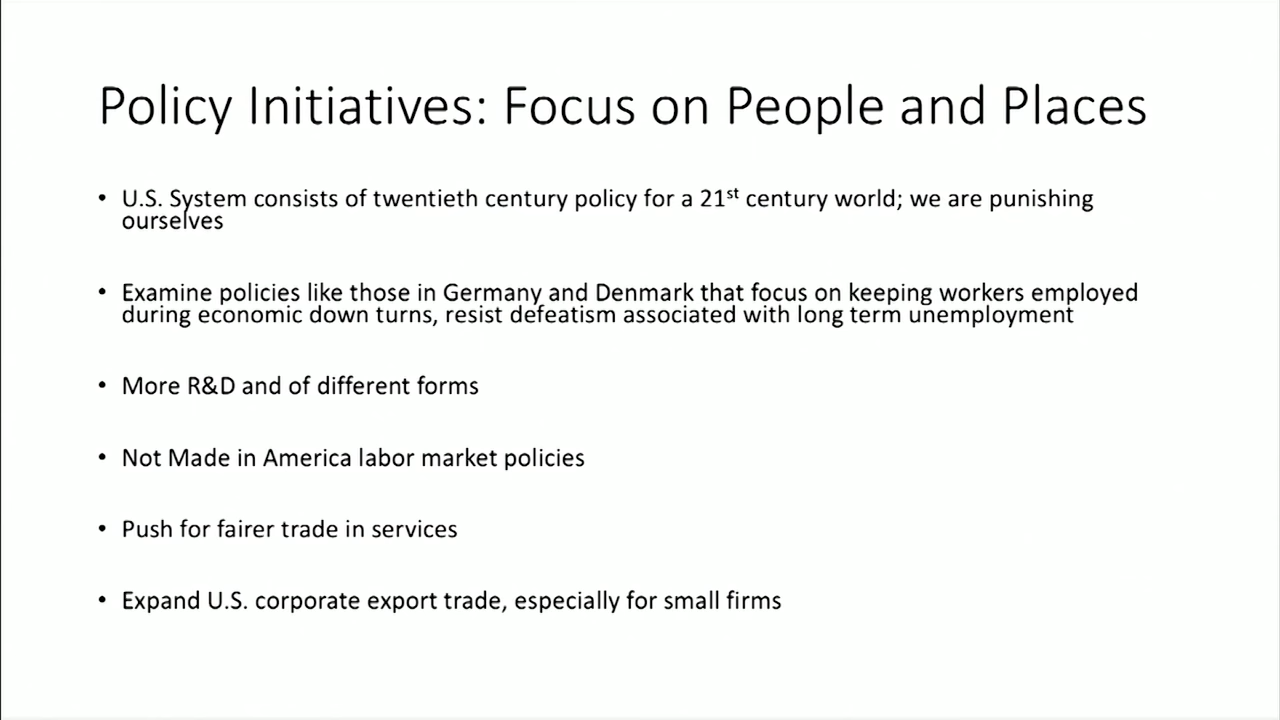 Policy Initiatives: Focus on People and Places
• U.S. System consists of twentieth century policy for a 21st century world; we are punishing
ourselves
• Examine policies like those in Germany and Denmark that focus on keeping workers employed
during economic down turns, resist defeatism associated with long term unemployment
• More R&D and of different forms
• Not Made in America labor market policies
• Push for fairer trade in services
• Expand U.S. corporate export trade, especially for small firms